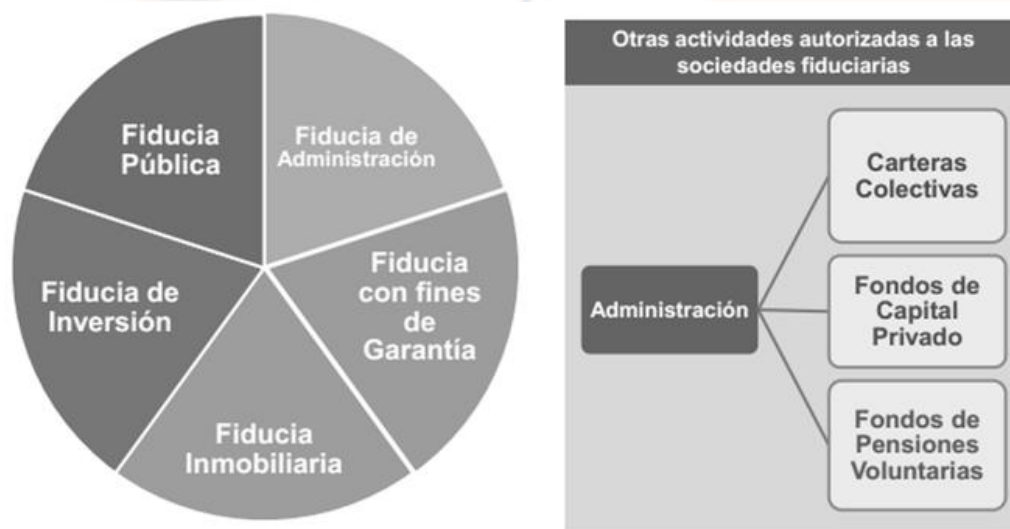 Fiducia
Pública
Fiducia de
Administración
Fiducia de
Inversión
Fiducia
con fines
de
Garantía
Fiducia
Inmobiliaria
Otras actividades autorizadas a las
sociedades fiduciarias
Administración
Carteras
Colectivas
Fondos de
Capital
Privado
Fondos de
Pensiones
Voluntarias